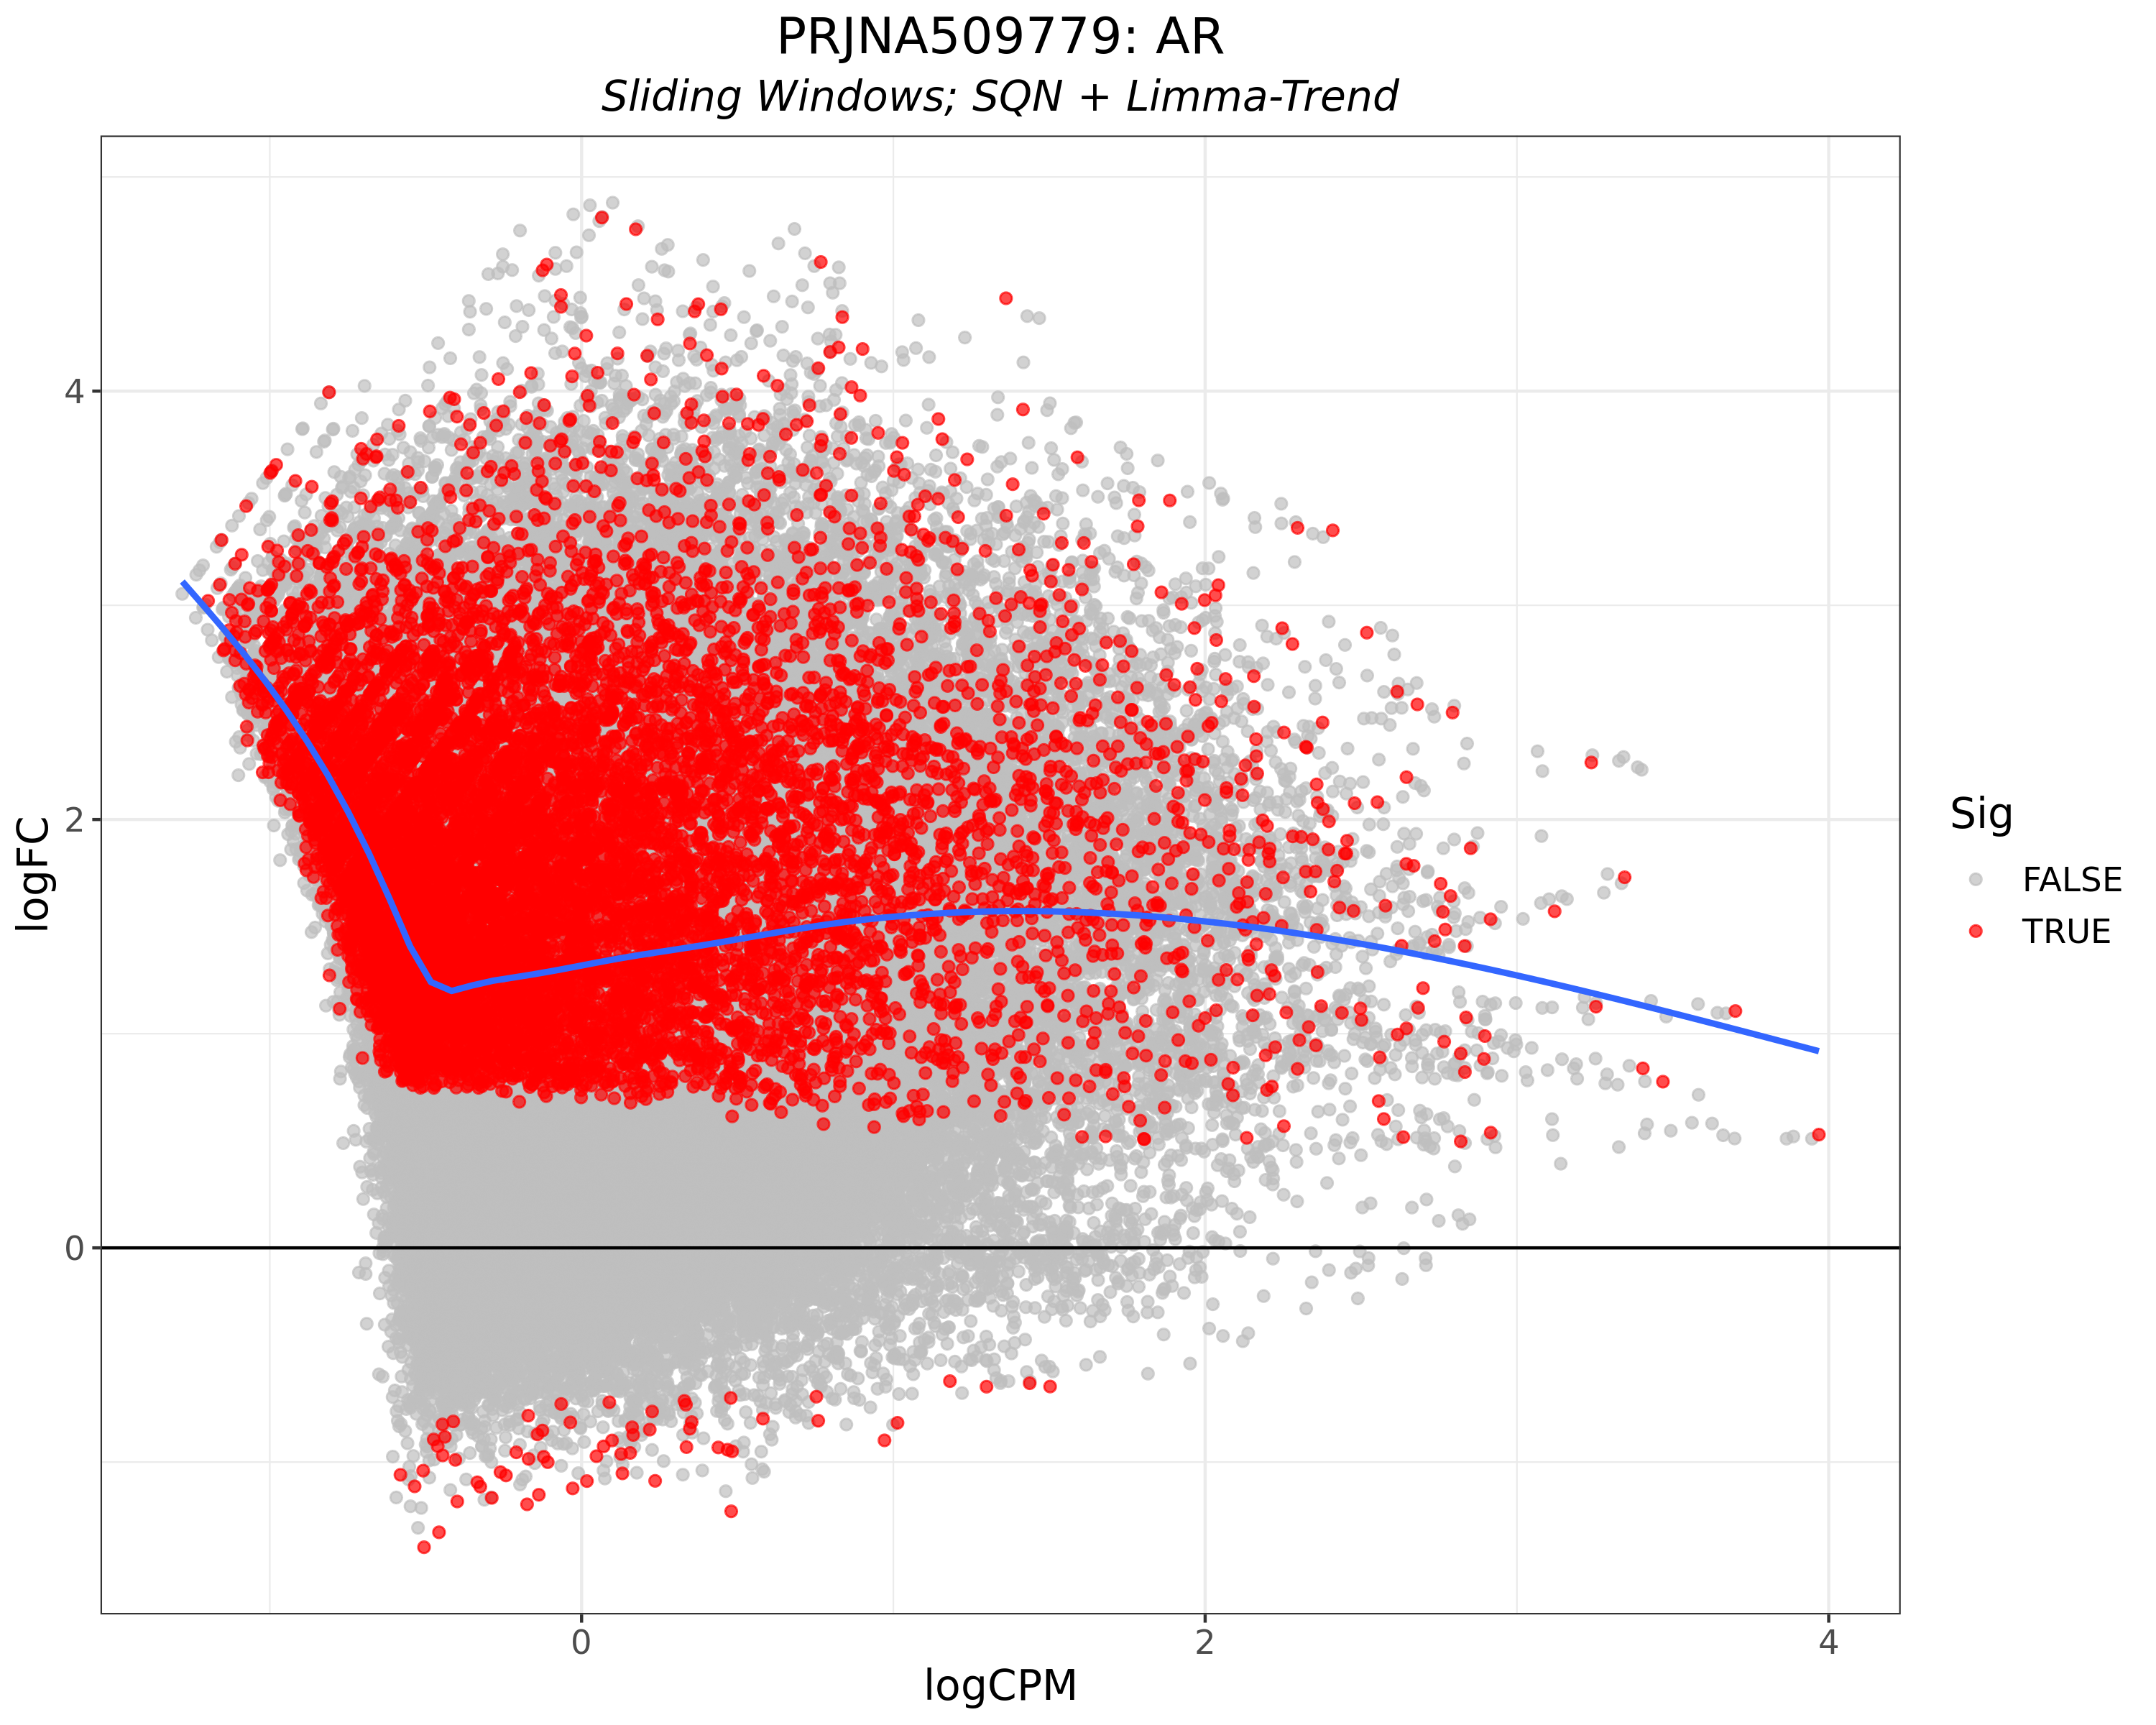 PRJNA509779: AR
Sliding Windows; SQN + Limma-Trend
logFC
4
2
0
0
2
4
logCPM
Sig
FALSE
TRUE